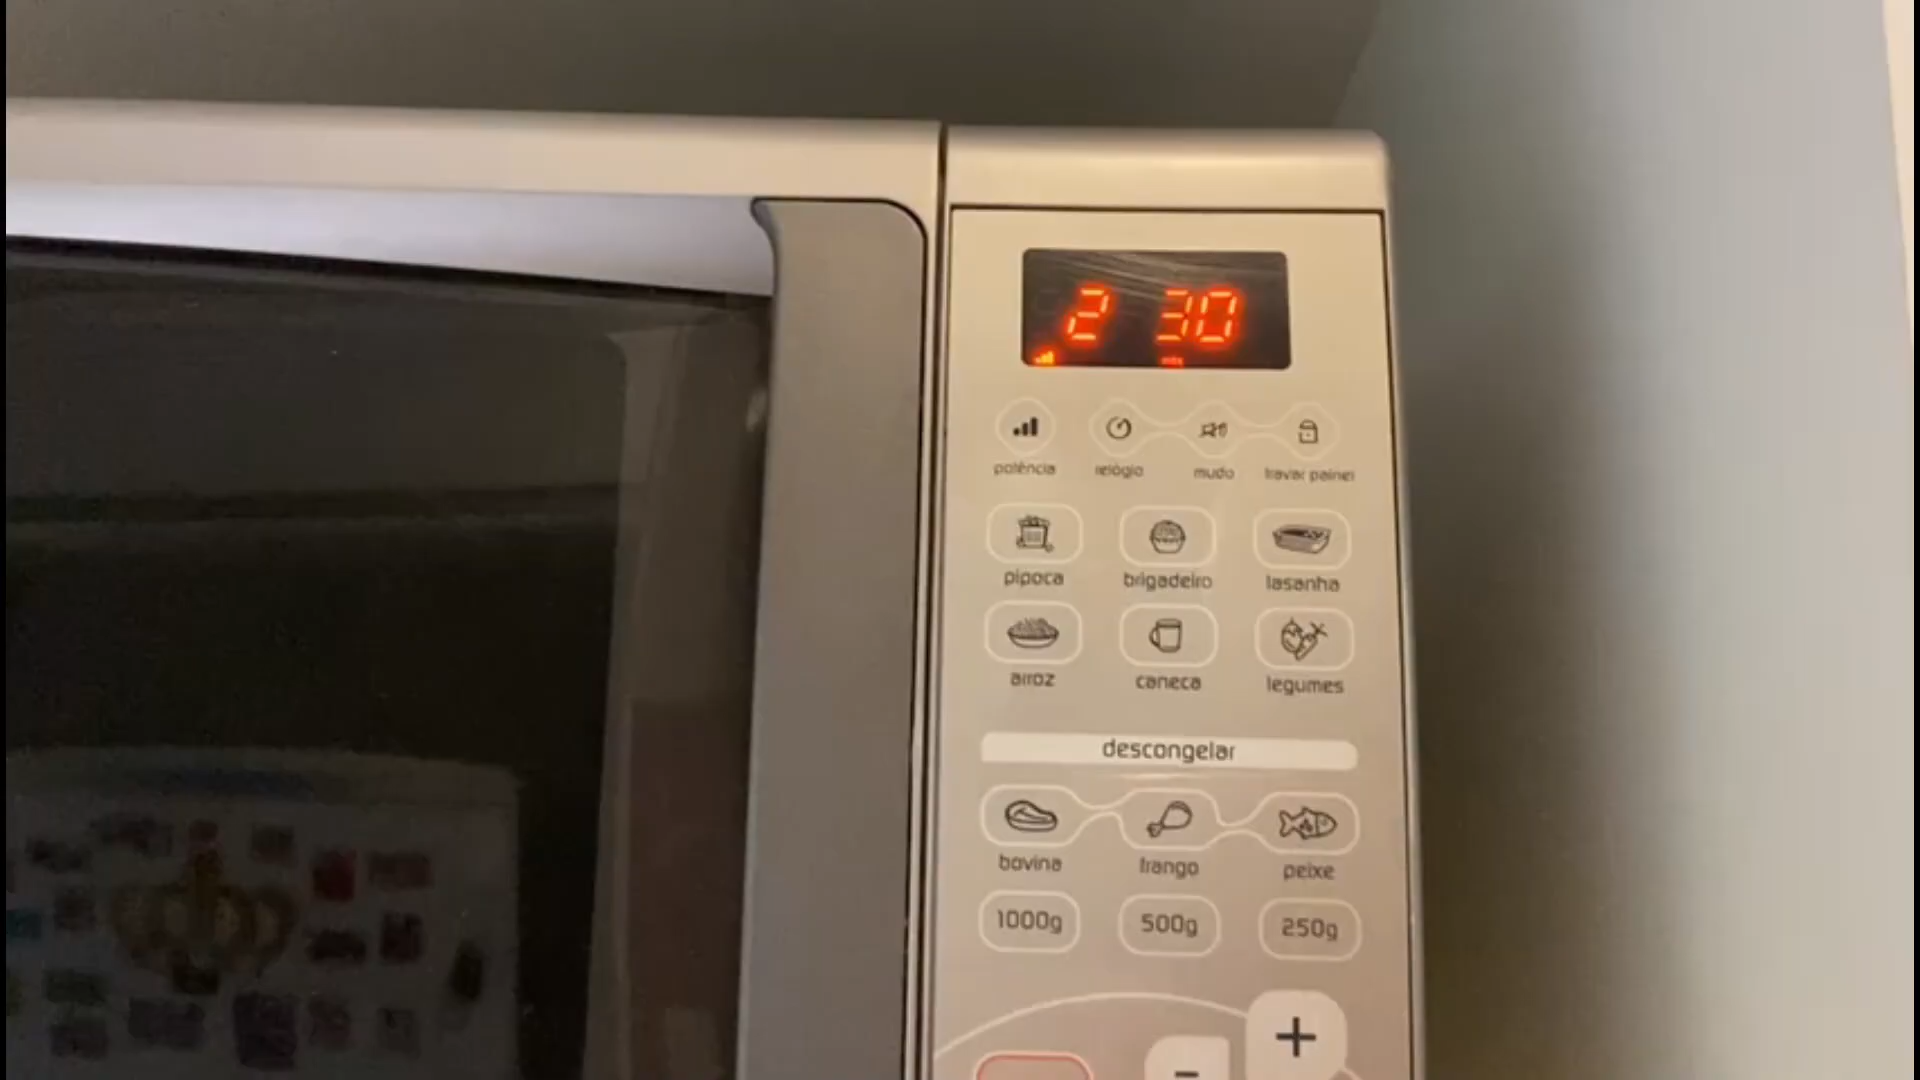 2 30
potência relógio mudo travar painel
pipoca brigadeiro lasanha
arroz caneca legumes
descongelar
bovina frango peixe
1000g 500g 250g
+
-